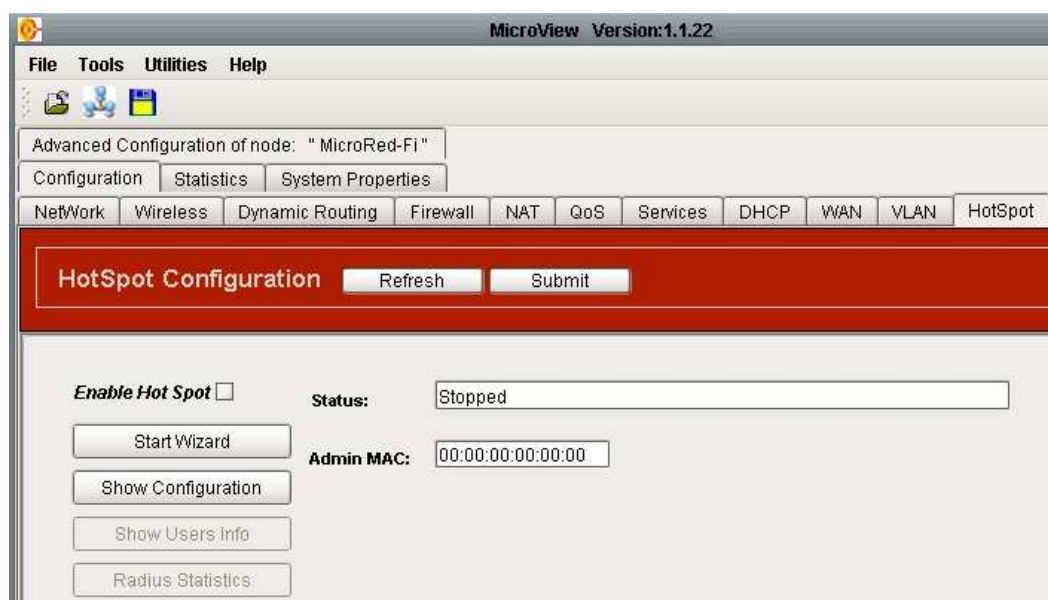 MicroView Version:1.1.22
File Tools Utilities Help
Advanced Configuration of node: "MicroRed-Fi"
Configuration Statistics System Properties
NetWork Wireless Dynamic Routing Firewall NAT QoS Services DHCP WAN VLAN HotSpot
HotSpot Configuration Refresh Submit
Enable Hot Spot Status: Stopped
Start Wizard
Admin MAC: 00:00:00:00:00:00
Show Configuration
Show Users Info
Radius Statistics